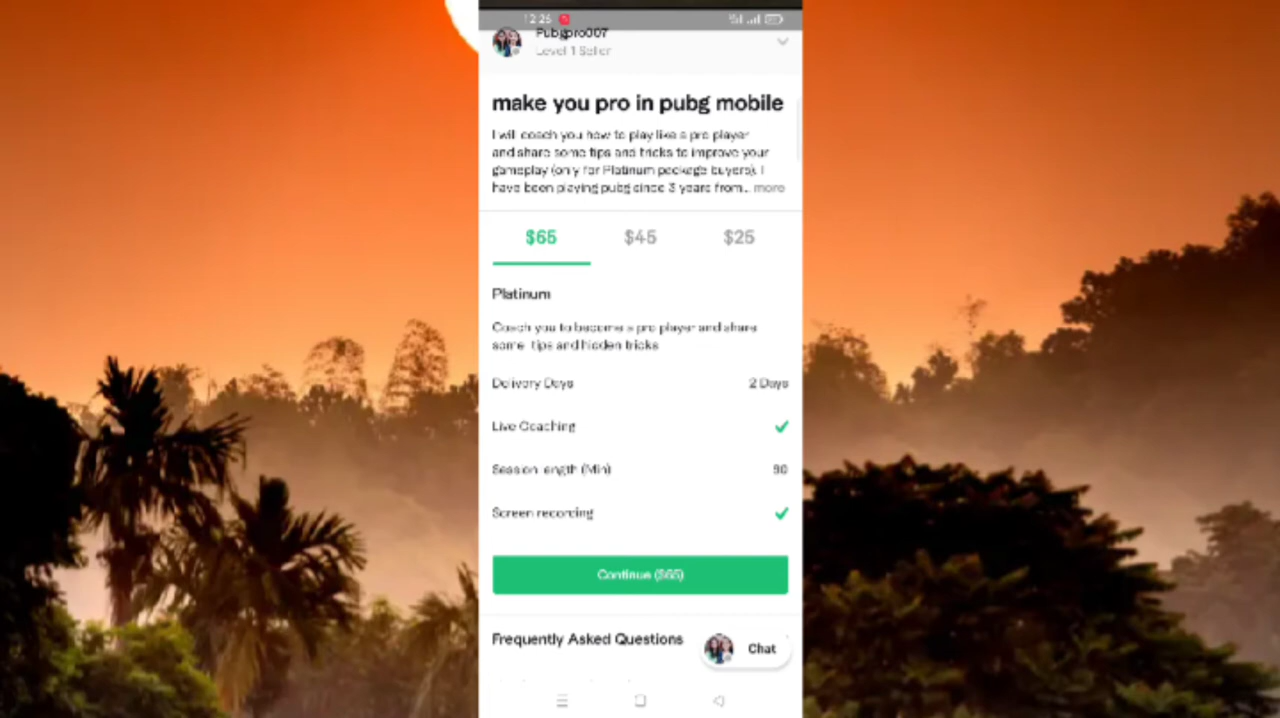 12:26
Pubgpro007
Level 1 Seller
make you pro in pubg mobile
I will coach you how to play like a pro player
and share some tips and tricks to improve your
gameplay (only for Platinum package buyers). I
have been playing pubg since 3 years from... more
$65 $45 $25
Platinum
Coach you to become a pro player and share
some tips and hidden tricks
Delivery Days 2 Days
Live Coaching
Session length (Min) 90
Screen recording
Continue ($65)
Frequently Asked Questions
Chat